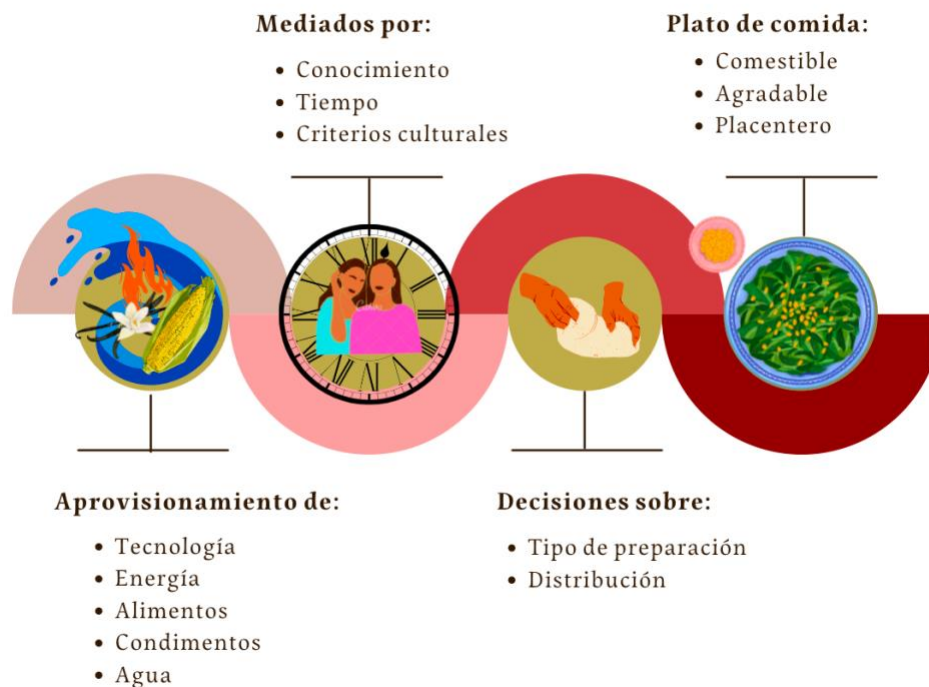 Mediados por:
• Conocimiento
• Tiempo
• Criterios culturales
Plato de comida:
• Comestible
• Agradable
• Placentero
Aprovisionamiento de:
• Tecnología
• Energía
• Alimentos
• Condimentos
• Agua
Decisiones sobre:
• Tipo de preparación
• Distribución